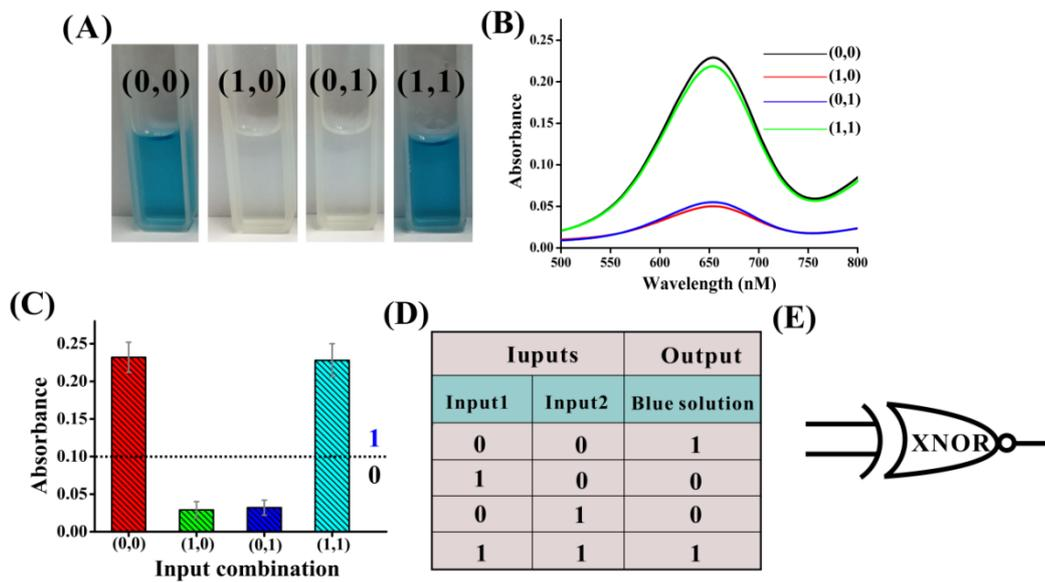 (A)
(0,0) (1,0) (0,1) (1,1)
(B)
Absorbance
0.25
0.20
0.15
0.10
0.05
0.00
500 550 600 650 700 750 800
Wavelength (nM)
(0,0)
(1,0)
(0,1)
(1,1)
(C)
Absorbance
0.25
0.20
0.15
0.10
0.05
0.00
1
0
(0,0) (1,0) (0,1) (1,1)
Input combination
(D)
Iuputs Output
Input1 Input2 Blue solution
0 0 1
1 0 0
0 1 0
1 1 1
(E)
XNOR